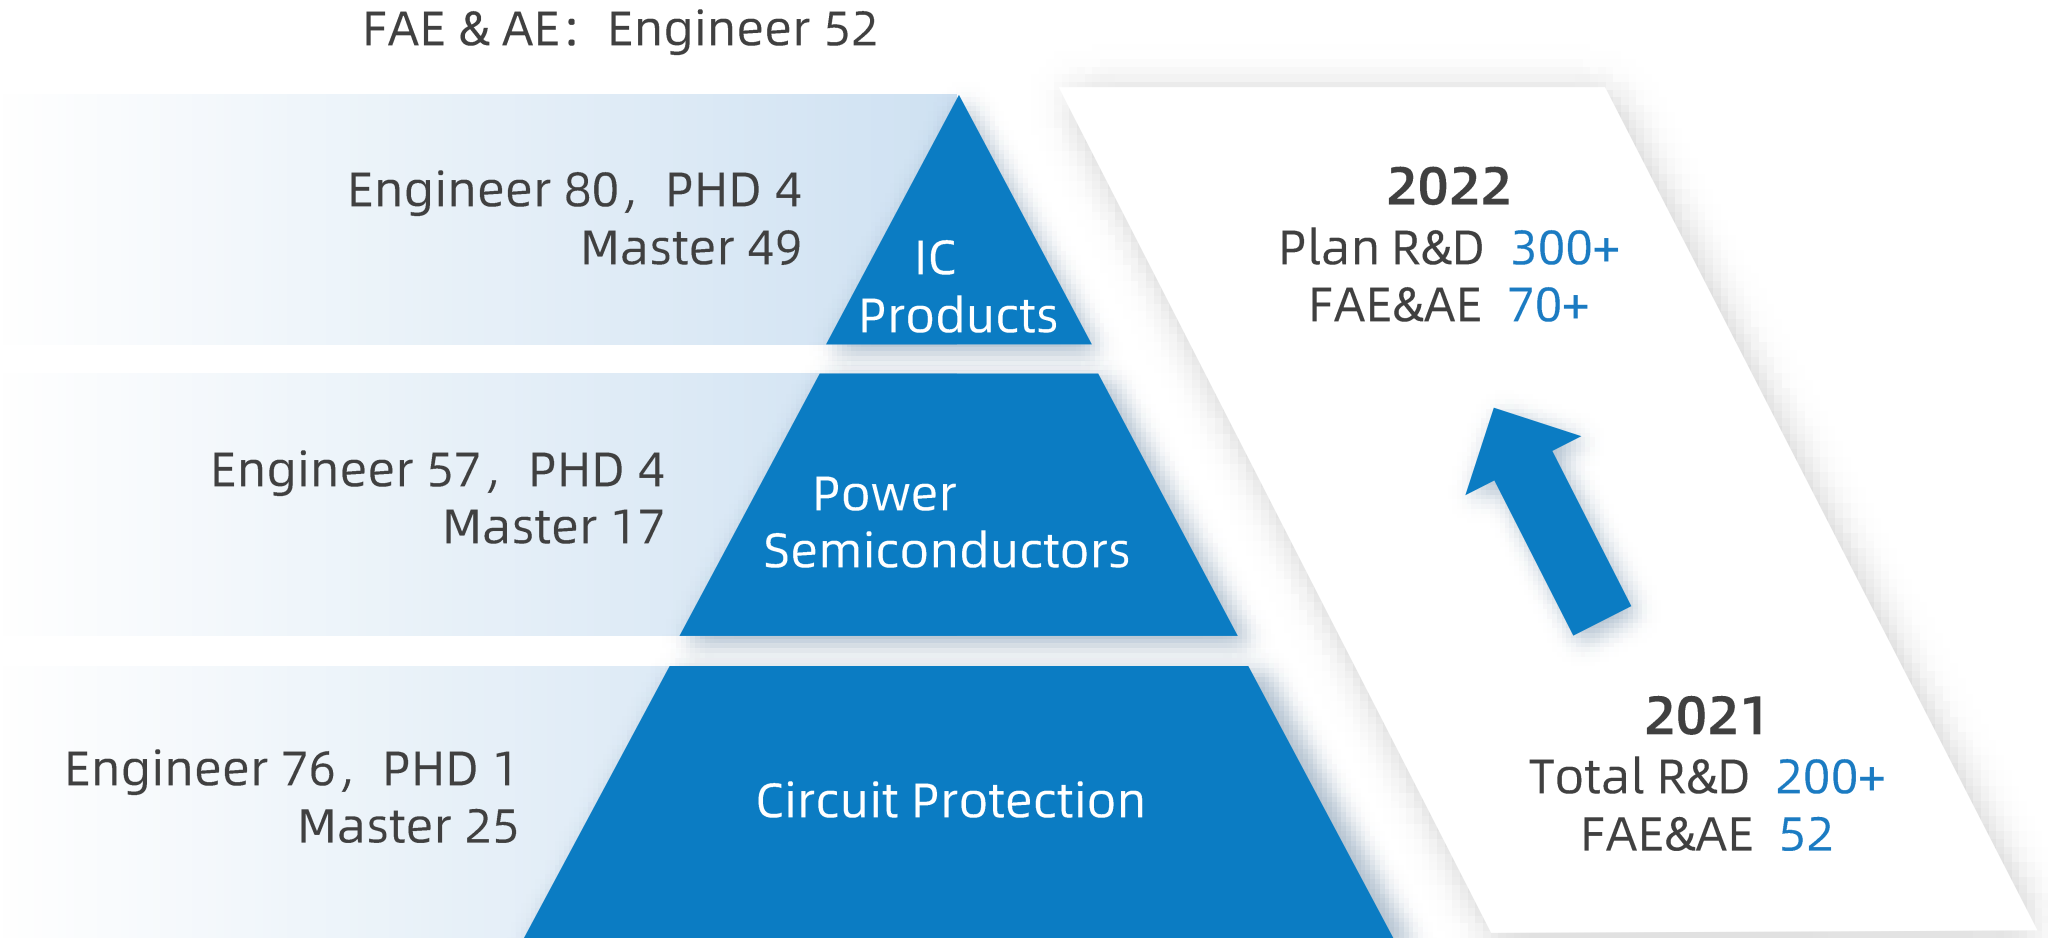 FAE & AE：Engineer 52
Engineer 80，PHD 4
Master 49
IC
Products
Engineer 57，PHD 4
Master 17
Power
Semiconductors
Engineer 76，PHD 1
Master 25
Circuit Protection
2022
Plan R&D 300+
FAE&AE 70+
2021
Total R&D 200+
FAE&AE 52